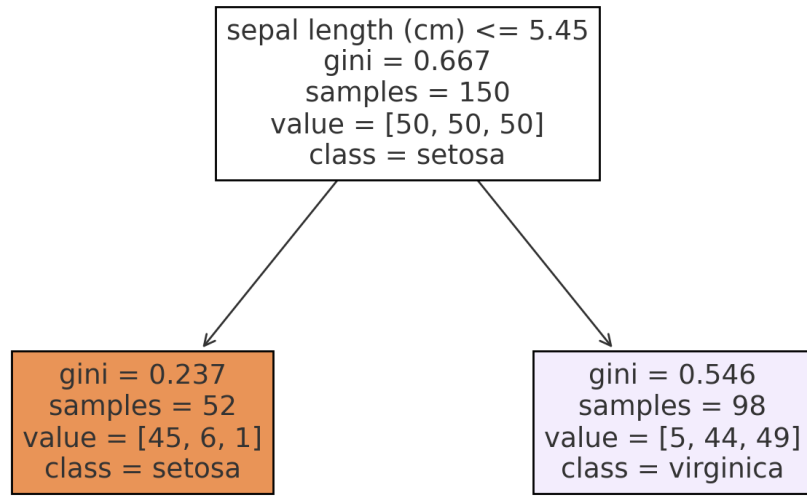 sepal length (cm) <= 5.45
gini = 0.667
samples = 150
value = [50, 50, 50]
class = setosa
gini = 0.237
samples = 52
value = [45, 6, 1]
class = setosa
gini = 0.546
samples = 98
value = [5, 44, 49]
class = virginica